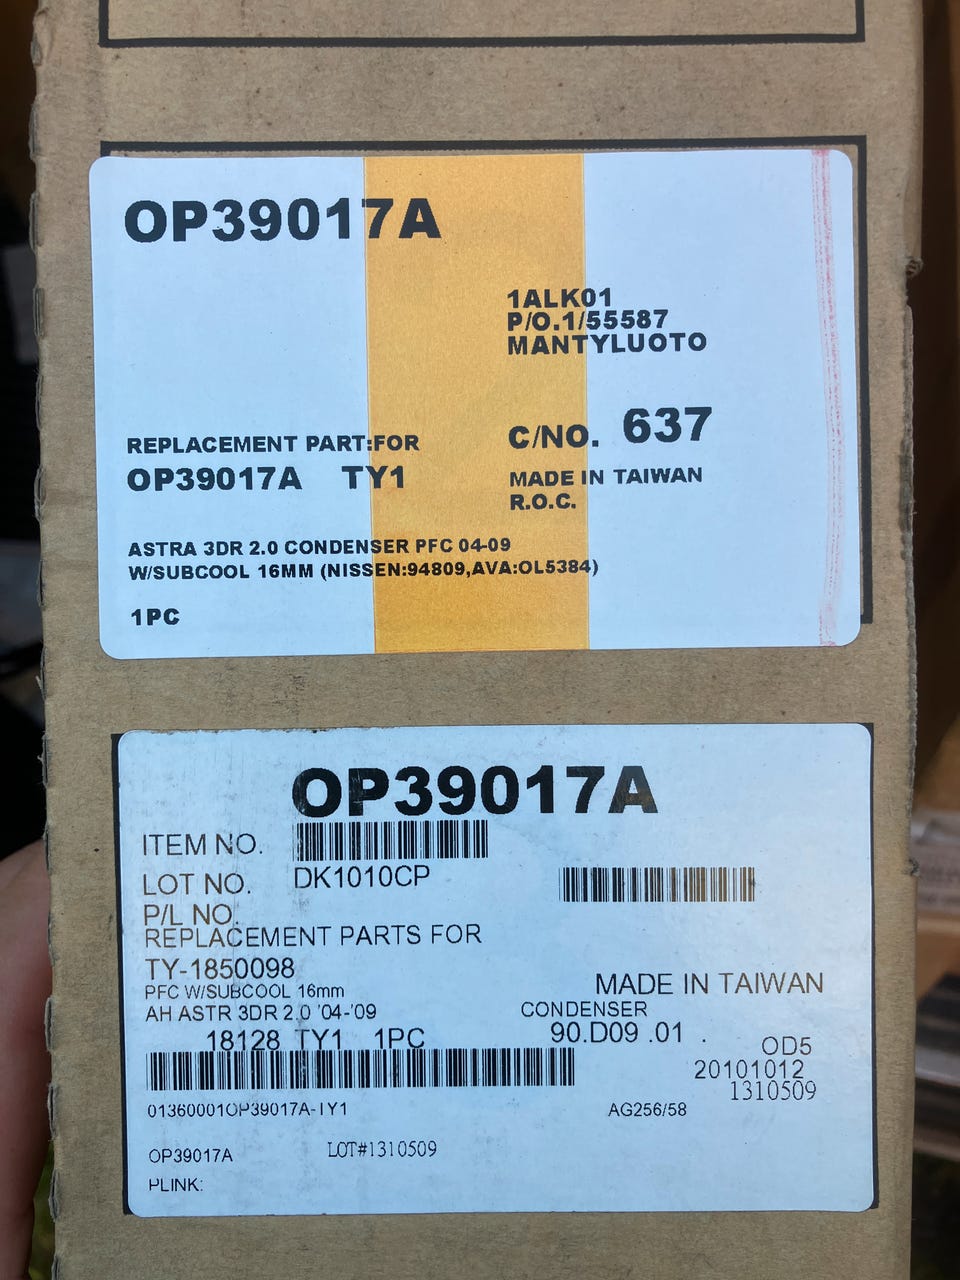 OP39017A
1ALK01
P/O.1/55587
MANTYLUOTO
REPLACEMENT PART:FOR
C/NO. 637
OP39017A TY1
MADE IN TAIWAN
R.O.C.
ASTRA 3DR 2.0 CONDENSER PFC 04-09
W/SUBCOOL 16MM (NISSEN:94809,AVA:OL5384)
1PC
OP39017A
ITEM NO.
LOT NO. DK1010CP
P/L NO.
REPLACEMENT PARTS FOR
TY-1850098
MADE IN TAIWAN
PFC W/SUBCOOL 16mm
AH ASTR 3DR 2.0 '04-'09 CONDENSER
18128 TY1 1PC 90.D09 .01 .
OD5
20101012
1310509
01360001OP39017A-TY1 AG256/58
OP39017A LOT#1310509
PLINK: